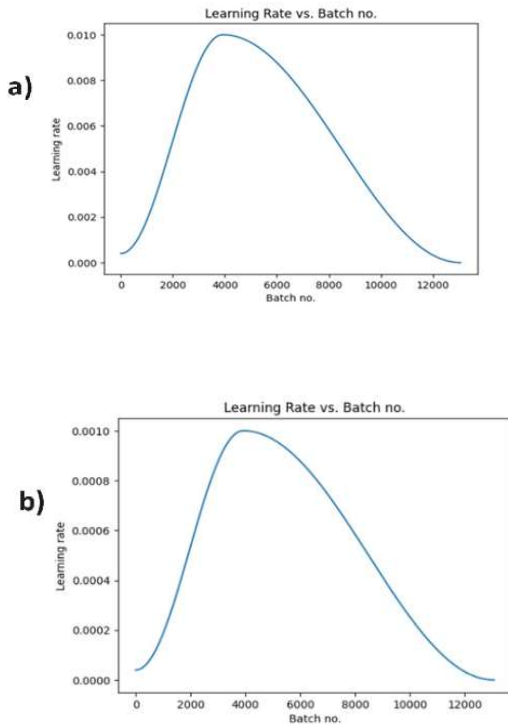 Learning Rate vs. Batch no.
a)
0.010
0.008
0.006
0.004
0.002
0.000
Learning rate
0 2000 4000 6000 8000 10000 12000
Batch no.
Learning Rate vs. Batch no.
b)
0.0010
0.0008
0.0006
0.0004
0.0002
0.0000
Learning rate
0 2000 4000 6000 8000 10000 12000
Batch no.